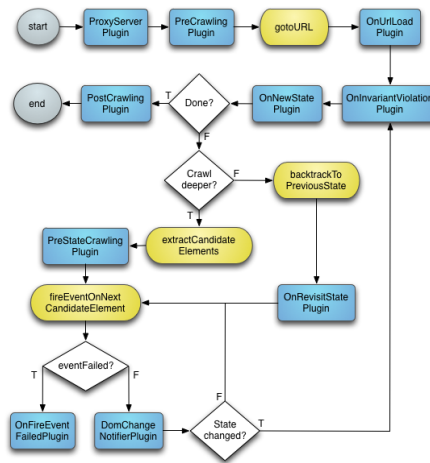 start
ProxyServer
Plugin
PreCrawling
Plugin
gotoURL
OnUrlLoad
Plugin
end
PostCrawling
Plugin
T
Done?
OnNewState
Plugin
OnInvariantViolation
Plugin
F
Crawl
deeper?
F
backtrackTo
PreviousState
T
PreStateCrawling
Plugin
extractCandidate
Elements
fireEventOnNext
CandidateElement
OnRevisitState
Plugin
eventFailed?
T
F
F
OnFireEvent
FailedPlugin
DomChange
NotifierPlugin
State
changed?
T